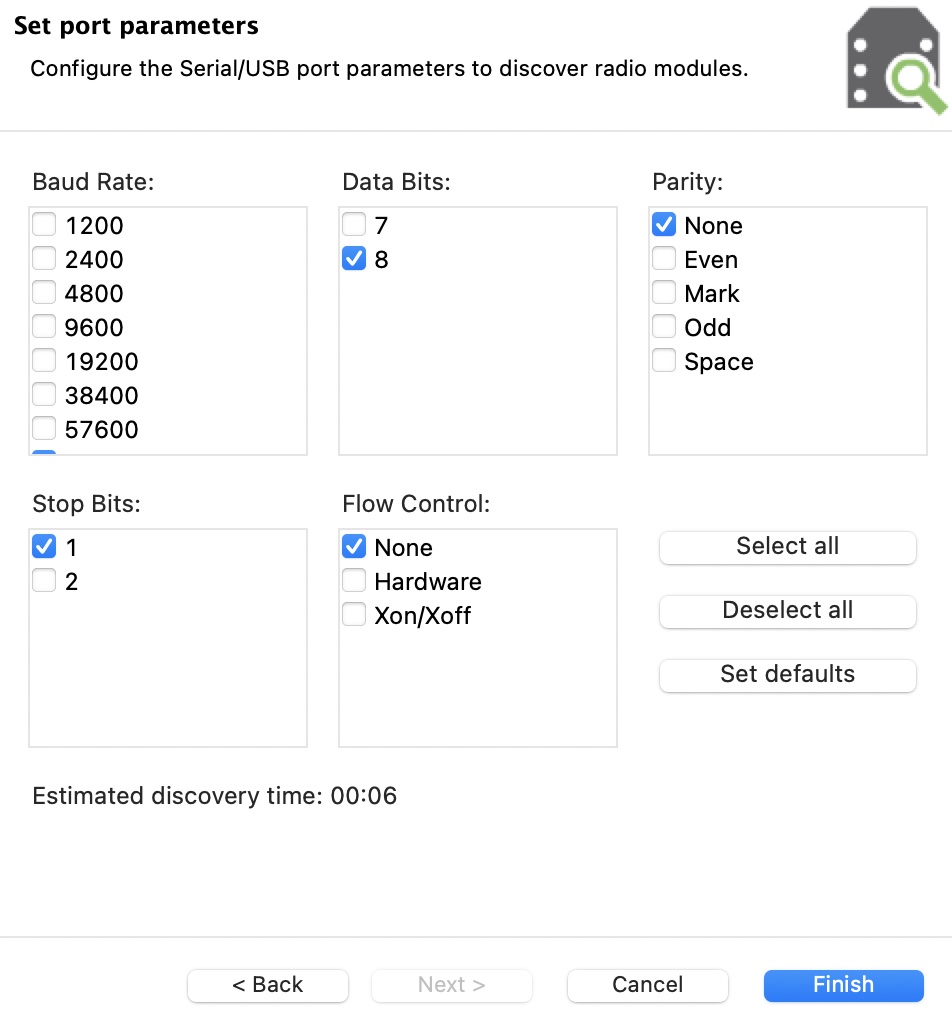 Set port parameters
Configure the Serial/USB port parameters to discover radio modules.
Baud Rate:
1200
2400
4800
9600
19200
38400
57600
Data Bits:
7
8
Parity:
None
Even
Mark
Odd
Space
Stop Bits:
1
2
Flow Control:
None
Hardware
Xon/Xoff
Select all
Deselect all
Set defaults
Estimated discovery time: 00:06
< Back
Next >
Cancel
Finish